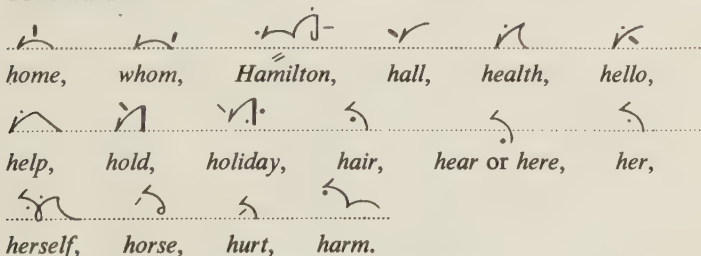 home, whom, Hamilton, hall, health, hello,
help, hold, holiday, hair, hear or here, her,
herself, horse, hurt, harm.